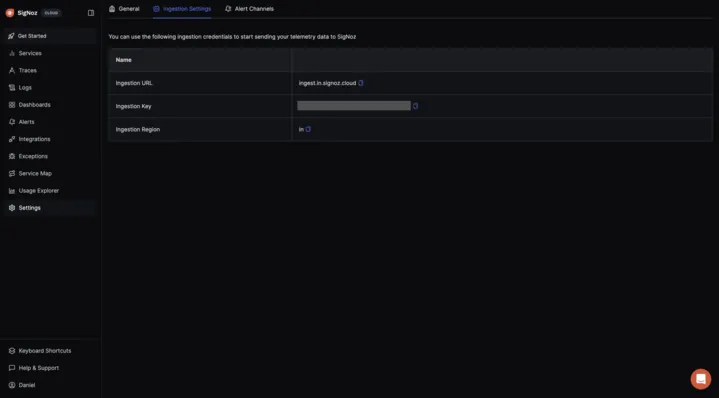 SigNoz CLOUD
General
Ingestion Settings
Alert Channels
Get Started
Services
Traces
Logs
Dashboards
Alerts
Integrations
Exceptions
Service Map
Usage Explorer
Settings
You can use the following ingestion credentials to start sending your telemetry data to SigNoz
Name
Ingestion URL
ingest.in.signoz.cloud
Ingestion Key
Ingestion Region
in
Keyboard Shortcuts
Help & Support
Daniel